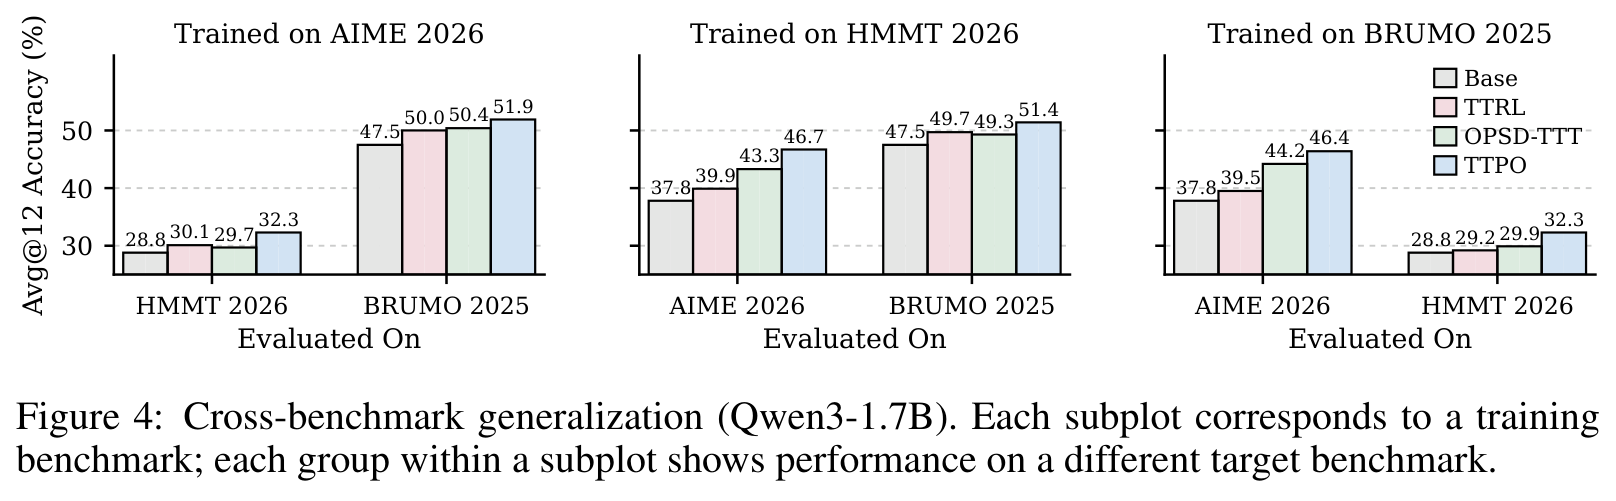 Trained on AIME 2026
Trained on HMMT 2026
Trained on BRUMO 2025
Avg@12 Accuracy (%)
50
40
30
28.8
30.1
29.7
32.3
47.5
50.0
50.4
51.9
HMMT 2026
BRUMO 2025
Evaluated On
37.8
39.9
43.3
46.7
47.5
49.7
49.3
51.4
AIME 2026
BRUMO 2025
Evaluated On
Base
TTRL
OPSD-TTT
TTPO
37.8
39.5
44.2
46.4
28.8
29.2
29.9
32.3
AIME 2026
HMMT 2026
Evaluated On
Figure 4: Cross-benchmark generalization (Qwen3-1.7B). Each subplot corresponds to a training
benchmark; each group within a subplot shows performance on a different target benchmark.